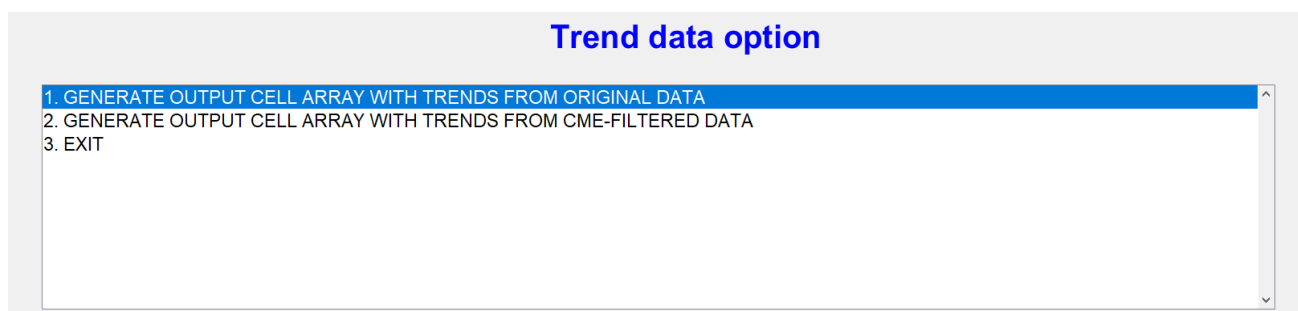 Trend data option
1. GENERATE OUTPUT CELL ARRAY WITH TRENDS FROM ORIGINAL DATA
2. GENERATE OUTPUT CELL ARRAY WITH TRENDS FROM CME-FILTERED DATA
3. EXIT